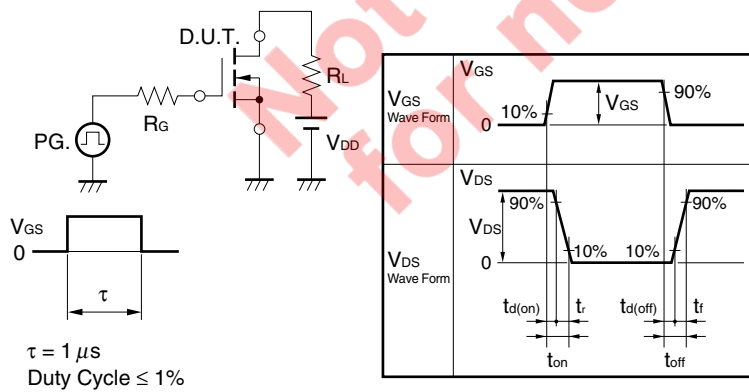 D.U.T.
RL
RG
PG.
VDD
VGS
0
τ
τ = 1 μs
Duty Cycle ≤ 1%
VGS
Wave Form
VGS
10%
0
VGS
90%
VDS
Wave Form
VDS
90%
VDS
0
10%
10%
90%
td(on)
tr
td(off)
tf
ton
toff
Not
for n